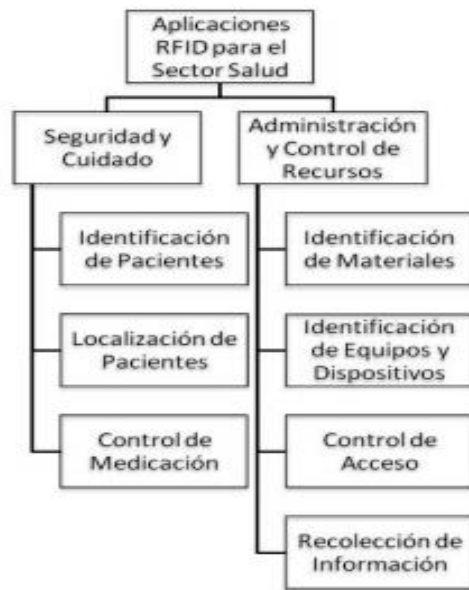 Aplicaciones
RFID para el
Sector Salud
Seguridad y
Cuidado
Administración
y Control de
Recursos
Identificación
de Pacientes
Localización de
Pacientes
Control de
Medicación
Identificación
de Materiales
Identificación
de Equipos y
Dispositivos
Control de
Acceso
Recolección de
Información